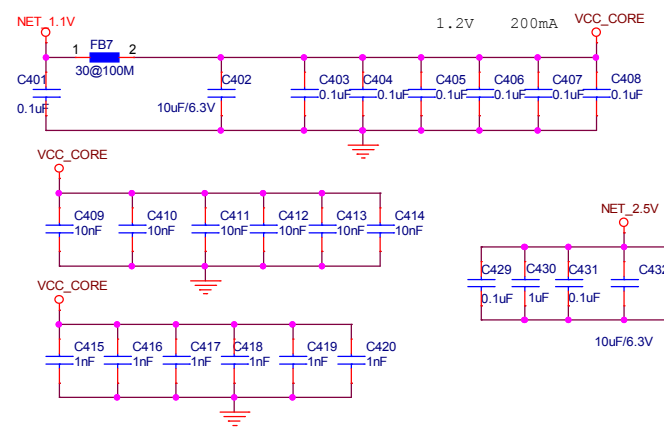 NET_1.1V
1.2V 200mA
VCC_CORE
FB7
1 2
30@100M
C401
0.1uF
C402
10uF/6.3V
C403
0.1uF
C404
0.1uF
C405
0.1uF
C406
0.1uF
C407
0.1uF
C408
0.1uF
VCC_CORE
C409
10nF
C410
10nF
C411
10nF
C412
10nF
C413
10nF
C414
10nF
NET_2.5V
C429
0.1uF
C430
1uF
C431
0.1uF
C432
10uF/6.3V
VCC_CORE
C415
1nF
C416
1nF
C417
1nF
C418
1nF
C419
1nF
C420
1nF